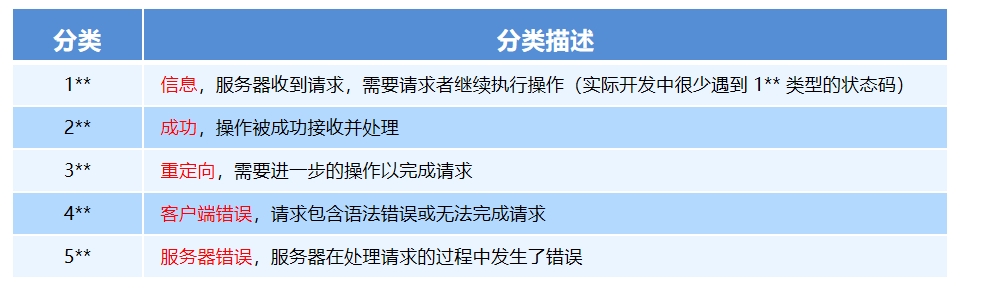 分类 分类描述
1** 信息，服务器收到请求，需要请求者继续执行操作（实际开发中很少遇到 1** 类型的状态码）
2** 成功，操作被成功接收并处理
3** 重定向，需要进一步的操作以完成请求
4** 客户端错误，请求包含语法错误或无法完成请求
5** 服务器错误，服务器在处理请求的过程中发生了错误